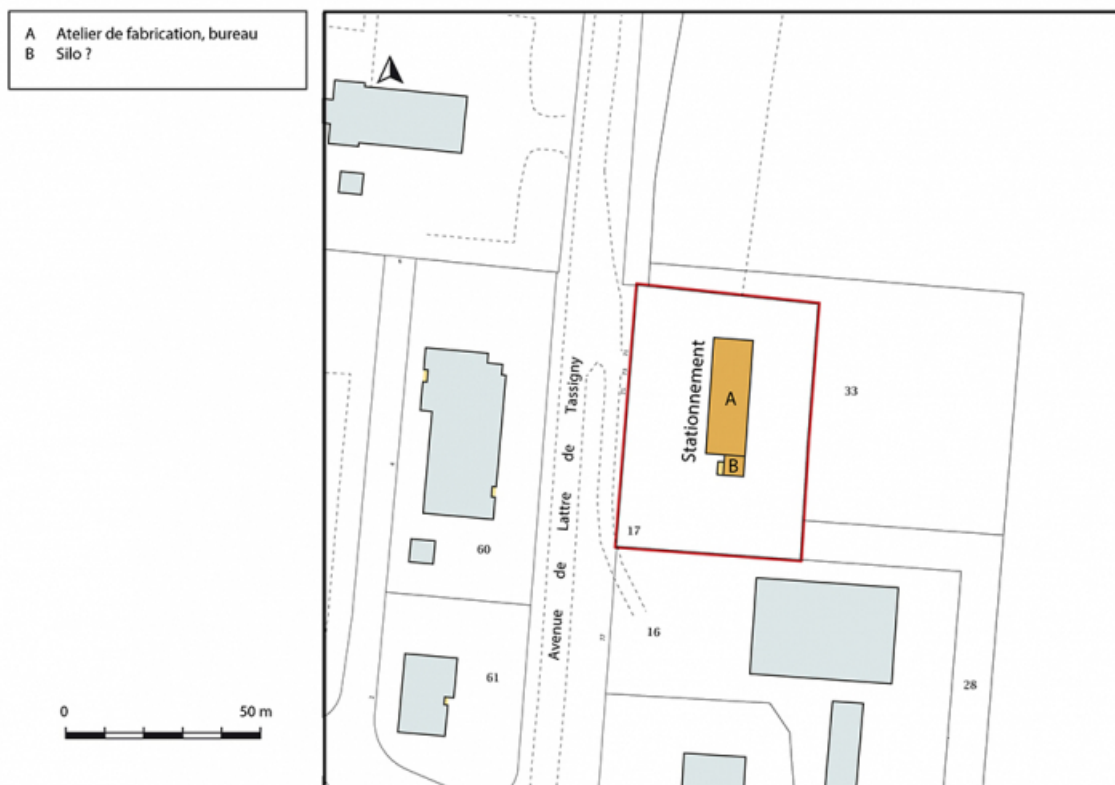 A Atelier de fabrication, bureau
B Silo ?
Stationnement
A
B
33
17
Avenue de Lattre de Tassigny
60
16
61
28
0 50 m